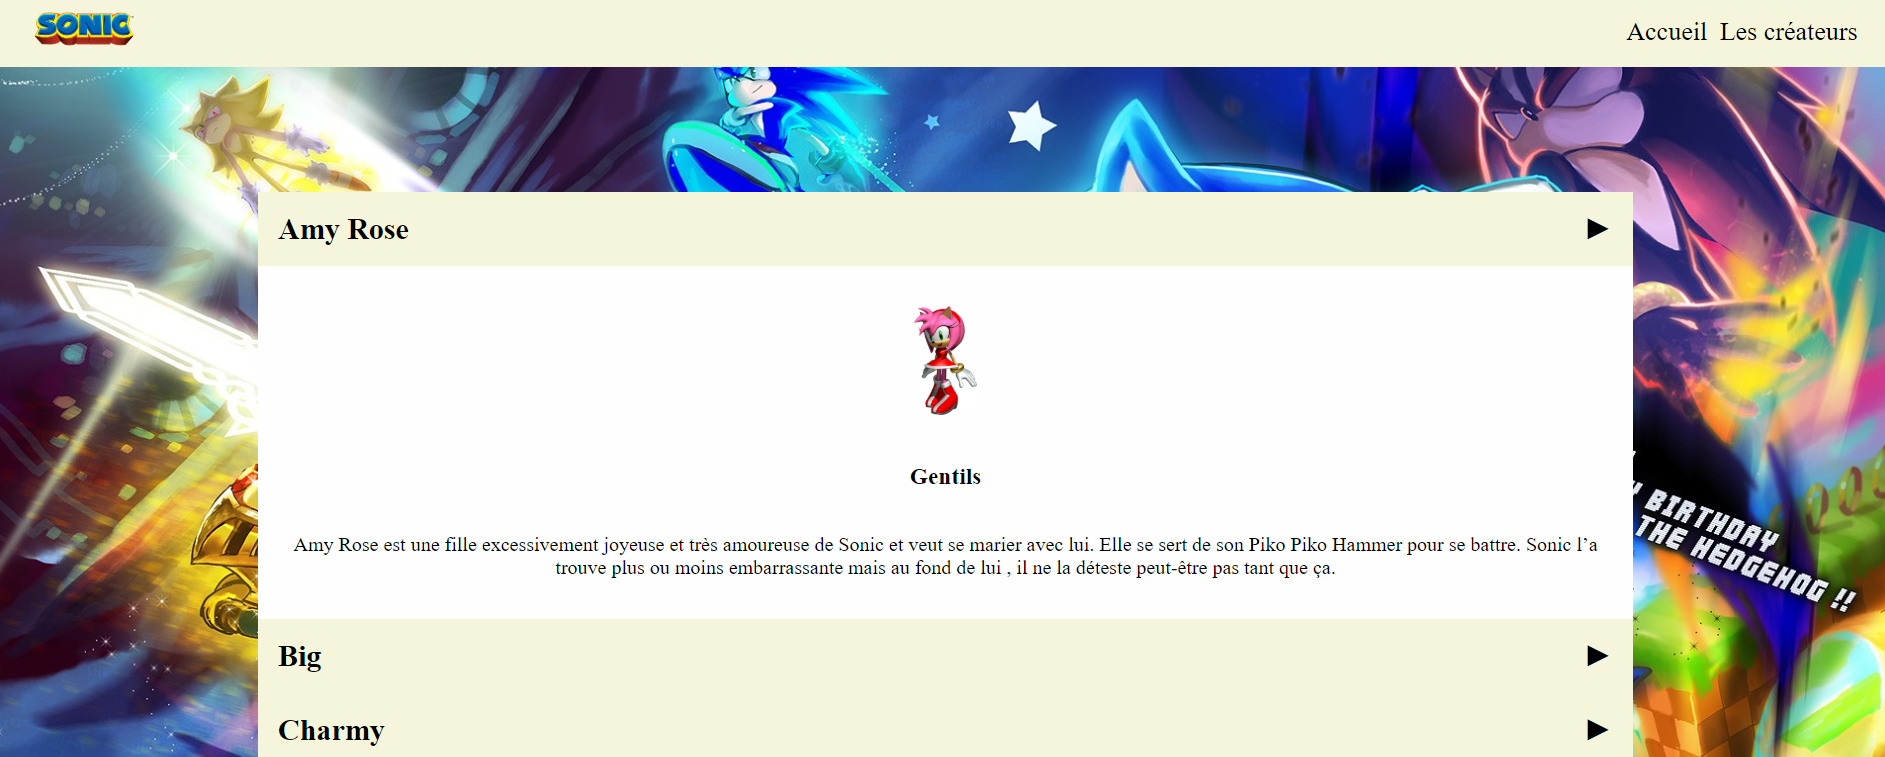 SONIC
Accueil Les créateurs
Amy Rose
Gentils
Amy Rose est une fille excessivement joyeuse et très amoureuse de Sonic et veut se marier avec lui. Elle se sert de son Piko Piko Hammer pour se battre. Sonic l’a
trouve plus ou moins embarrassante mais au fond de lui , il ne la déteste peut-être pas tant que ça.
BIRTHDAY
THE HEDGEHOG !!
Big
Charmy